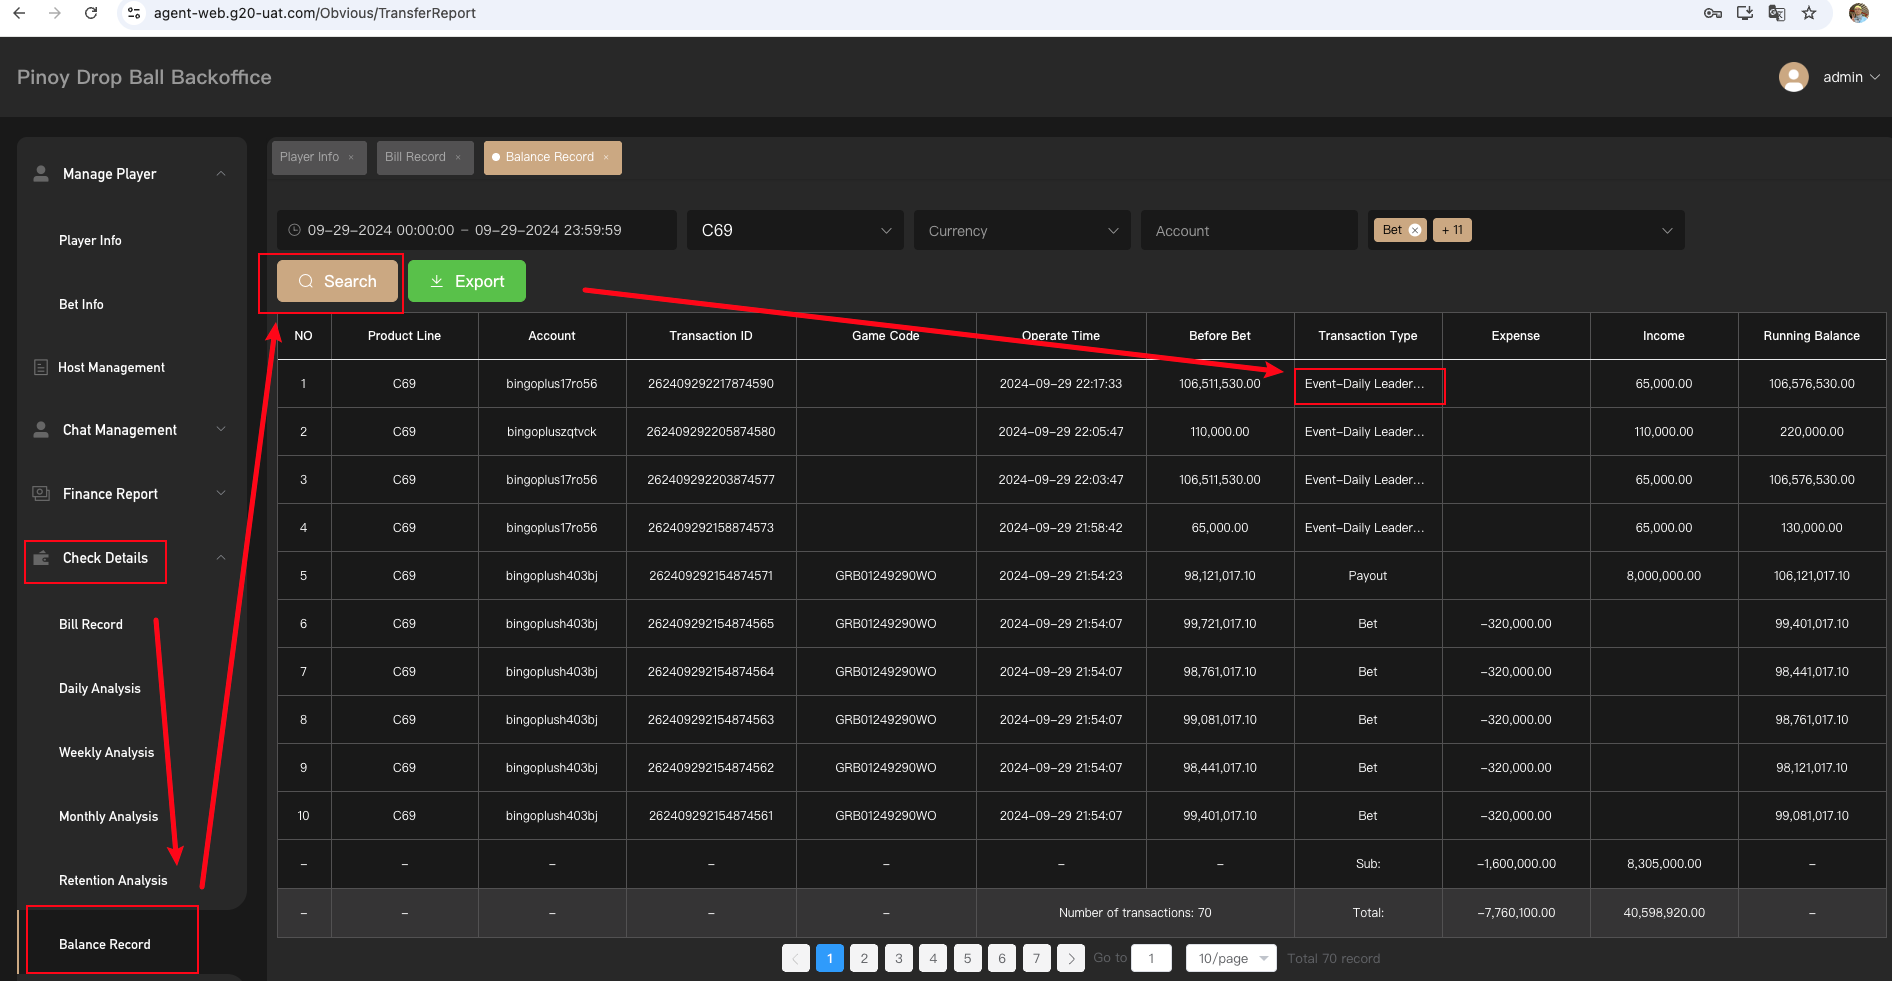 agent-web.g20-uat.com/Obvious/TransferReport
Pinoy Drop Ball Backoffice
admin
Manage Player
Player Info
Bet Info
Host Management
Chat Management
Finance Report
Check Details
Bill Record
Daily Analysis
Weekly Analysis
Monthly Analysis
Retention Analysis
Balance Record
Player Info × Bill Record × Balance Record ×
09-29-2024 00:00:00 - 09-29-2024 23:59:59 C69 Currency Account Bet + 11
Search Export
NO Product Line Account Transaction ID Game Code Operate Time Before Bet Transaction Type Expense Income Running Balance
1 C69 bingoplus17ro56 262409292217874590 2024-09-29 22:17:33 106,511,530.00 Event-Daily Leader... 65,000.00 106,576,530.00
2 C69 bingopluszqtvck 262409292205874580 2024-09-29 22:05:47 110,000.00 Event-Daily Leader... 110,000.00 220,000.00
3 C69 bingoplus17ro56 262409292203874577 2024-09-29 22:03:47 106,511,530.00 Event-Daily Leader... 65,000.00 106,576,530.00
4 C69 bingoplus17ro56 262409292158874573 2024-09-29 21:58:42 65,000.00 Event-Daily Leader... 65,000.00 130,000.00
5 C69 bingoplush403bj 262409292154874571 GRB01249290WO 2024-09-29 21:54:23 98,121,017.10 Payout 8,000,000.00 106,121,017.10
6 C69 bingoplush403bj 262409292154874565 GRB01249290WO 2024-09-29 21:54:07 99,721,017.10 Bet -320,000.00 99,401,017.10
7 C69 bingoplush403bj 262409292154874564 GRB01249290WO 2024-09-29 21:54:07 98,761,017.10 Bet -320,000.00 98,441,017.10
8 C69 bingoplush403bj 262409292154874563 GRB01249290WO 2024-09-29 21:54:07 99,081,017.10 Bet -320,000.00 98,761,017.10
9 C69 bingoplush403bj 262409292154874562 GRB01249290WO 2024-09-29 21:54:07 98,441,017.10 Bet -320,000.00 98,121,017.10
10 C69 bingoplush403bj 262409292154874561 GRB01249290WO 2024-09-29 21:54:07 99,401,017.10 Bet -320,000.00 99,081,017.10
- - - - - - - Sub: -1,600,000.00 8,305,000.00 -
- - - - - Number of transactions: 70 Total: -7,760,100.00 40,598,920.00 -
1 2 3 4 5 6 7 Go to 1 10/page Total 70 record